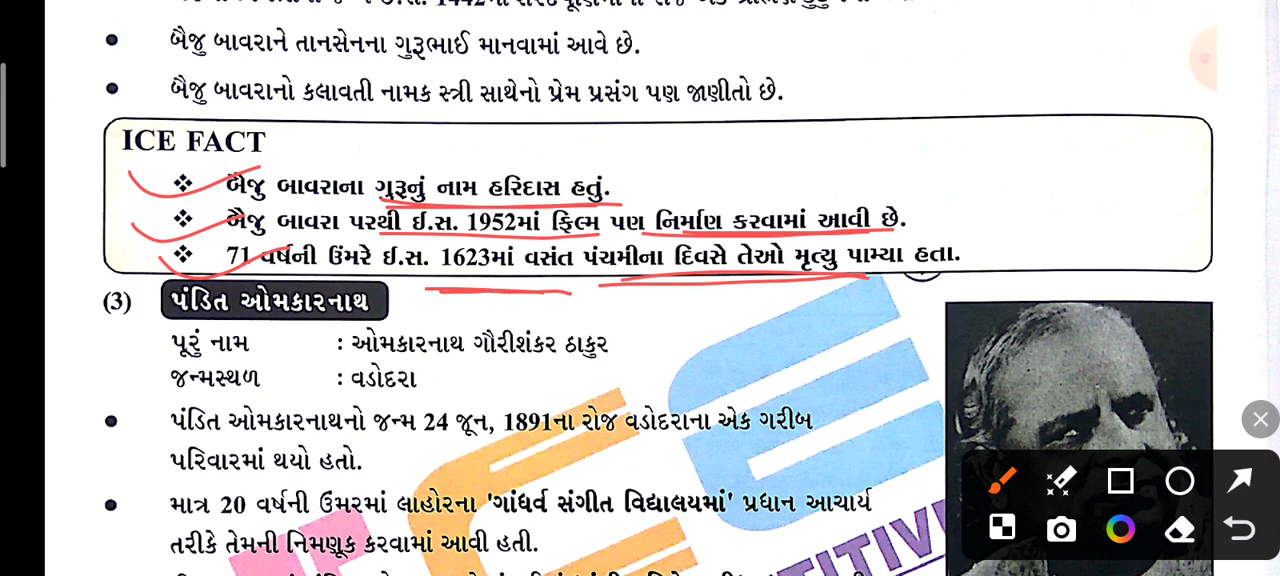 બૈજુ બાવરાને તાનસેનના ગુરૂભાઈ માનવામાં આવે છે.
બૈજુ બાવરાનો કલાવતી નામક સ્ત્રી સાથેનો પ્રેમ પ્રસંગ પણ જાણીતો છે.
ICE FACT
બૈજુ બાવરાના ગુરૂનું નામ હરિદાસ હતું.
બૈજુ બાવરા પરથી ઈ.સ. 1952માં ફિલ્મ પણ નિર્માણ કરવામાં આવી છે.
71 વર્ષની ઉંમરે ઈ.સ. 1623માં વસંત પંચમીના દિવસે તેઓ મૃત્યુ પામ્યા હતા.
(3) પંડિત ઓમકારનાથ
પૂરું નામ : ઓમકારનાથ ગૌરીશંકર ઠાકુર
જન્મસ્થળ : વડોદરા
પંડિત ઓમકારનાથનો જન્મ 24 જૂન, 1891ના રોજ વડોદરાના એક ગરીબ
પરિવારમાં થયો હતો.
માત્ર 20 વર્ષની ઉંમરમાં લાહોરના 'ગાંધર્વ સંગીત વિદ્યાલયમાં' પ્રધાન આચાર્ય
તરીકે તેમની નિમણૂક કરવામાં આવી હતી.